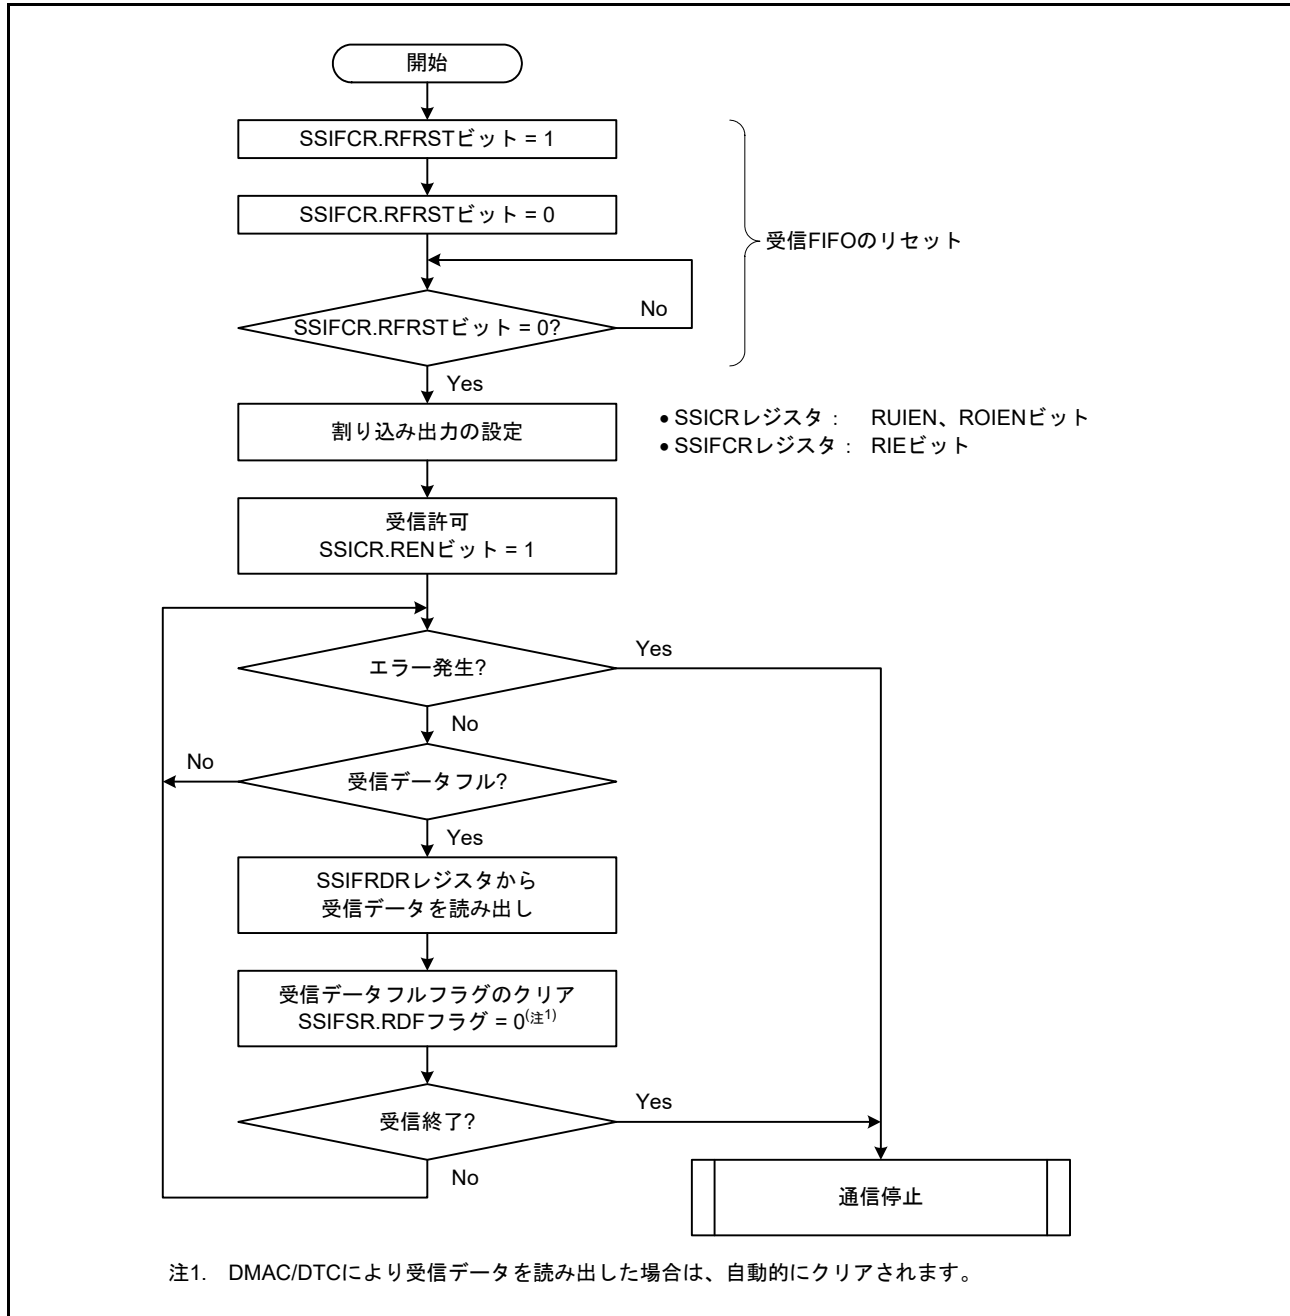 開始
SSIFCR.RFRSTビット = 1
SSIFCR.RFRSTビット = 0
受信FIFOのリセット
SSIFCR.RFRSTビット = 0?
No
Yes
割り込み出力の設定
• SSICRレジスタ： RUIEN、ROIENビット
• SSIFCRレジスタ： RIEビット
受信許可
SSICR.RENビット = 1
エラー発生?
Yes
No
受信データフル?
No
Yes
SSIFRDRレジスタから
受信データを読み出し
受信データフルフラグのクリア
SSIFSR.RDFフラグ = 0(注1)
受信終了?
Yes
No
通信停止
注1. DMAC/DTCにより受信データを読み出した場合は、自動的にクリアされます。